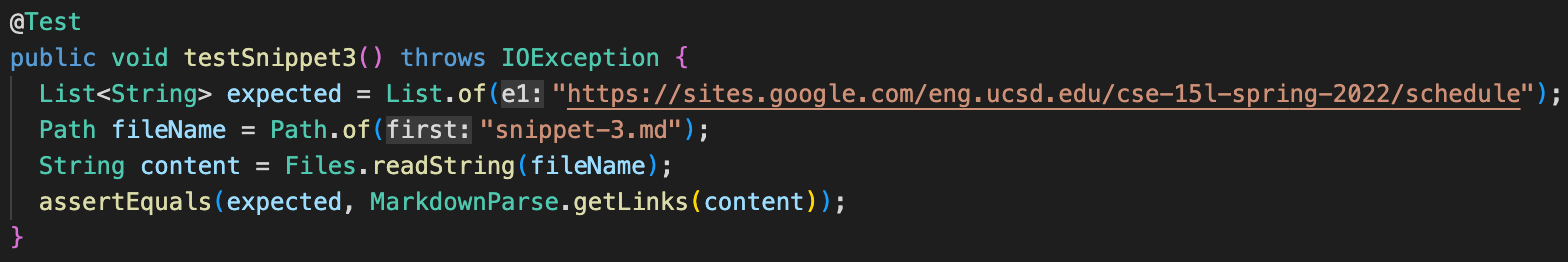 @Test
public void testSnippet3() throws IOException {
List<String> expected = List.of(e1: "https://sites.google.com/eng.ucsd.edu/cse-15l-spring-2022/schedule");
Path fileName = Path.of(first: "snippet-3.md");
String content = Files.readString(fileName);
assertEquals(expected, MarkdownParse.getLinks(content));
}